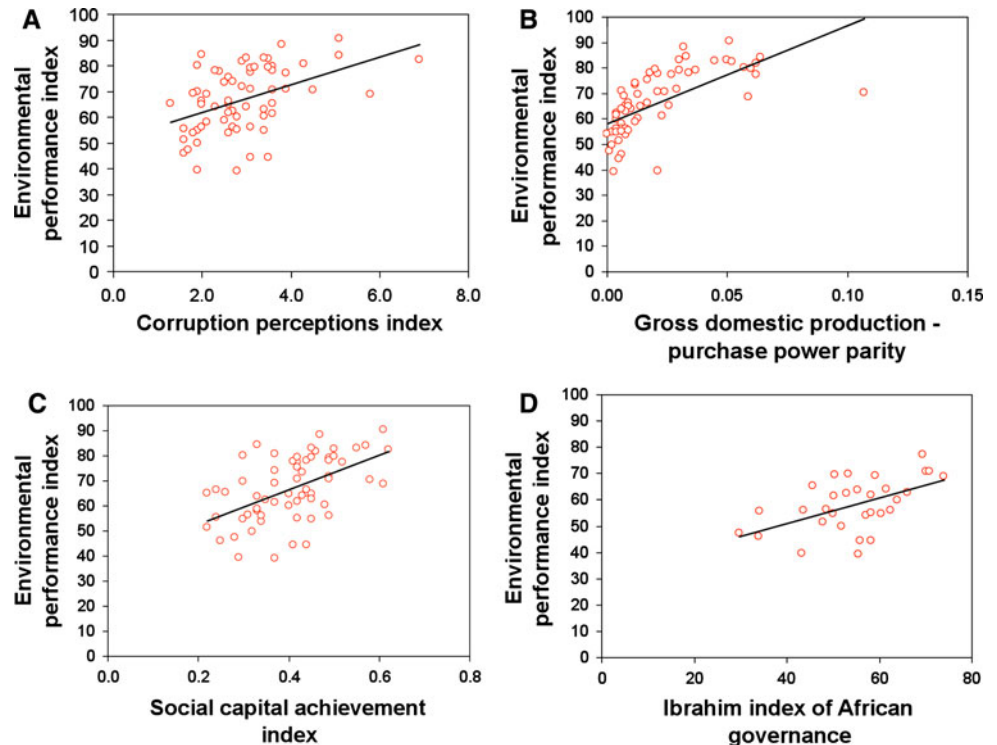 A
Environmental
performance index
100
90
80
70
60
50
40
30
20
10
0
0.0 2.0 4.0 6.0 8.0
Corruption perceptions index
B
Environmental
performance index
100
90
80
70
60
50
40
30
20
10
0
0.00 0.05 0.10 0.15
Gross domestic production -
purchase power parity
C
Environmental
performance index
100
90
80
70
60
50
40
30
20
10
0
0.0 0.2 0.4 0.6 0.8
Social capital achievement
index
D
Environmental
performance index
100
90
80
70
60
50
40
30
20
10
0
0 20 40 60 80
Ibrahim index of African
governance